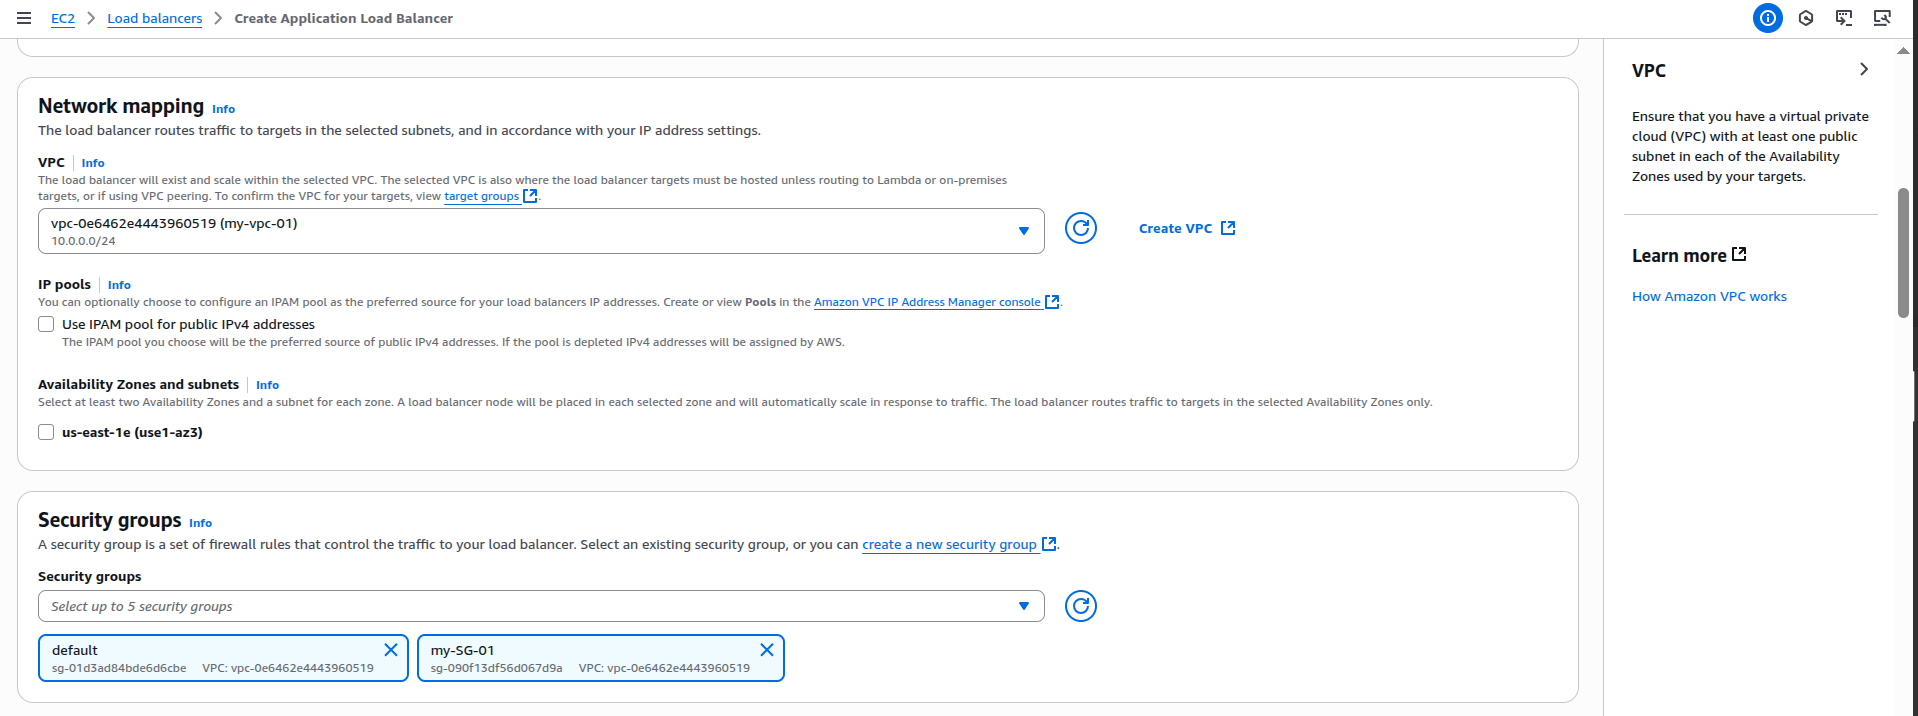 EC2 > Load balancers > Create Application Load Balancer
Network mapping Info
The load balancer routes traffic to targets in the selected subnets, and in accordance with your IP address settings.
VPC | Info
The load balancer will exist and scale within the selected VPC. The selected VPC is also where the load balancer targets must be hosted unless routing to Lambda or on-premises
targets, or if using VPC peering. To confirm the VPC for your targets, view target groups.
vpc-0e6462e4443960519 (my-vpc-01)
10.0.0.0/24
Create VPC
IP pools | Info
You can optionally choose to configure an IPAM pool as the preferred source for your load balancers IP addresses. Create or view Pools in the Amazon VPC IP Address Manager console.
Use IPAM pool for public IPv4 addresses
The IPAM pool you choose will be the preferred source of public IPv4 addresses. If the pool is depleted IPv4 addresses will be assigned by AWS.
Availability Zones and subnets | Info
Select at least two Availability Zones and a subnet for each zone. A load balancer node will be placed in each selected zone and will automatically scale in response to traffic. The load balancer routes traffic to targets in the selected Availability Zones only.
us-east-1e (use1-az3)
Security groups Info
A security group is a set of firewall rules that control the traffic to your load balancer. Select an existing security group, or you can create a new security group.
Security groups
Select up to 5 security groups
default
sg-01d3ad84bde6d6cbe VPC: vpc-0e6462e4443960519
my-SG-01
sg-090f13df56d067d9a VPC: vpc-0e6462e4443960519
VPC
Ensure that you have a virtual private
cloud (VPC) with at least one public
subnet in each of the Availability
Zones used by your targets.
Learn more
How Amazon VPC works